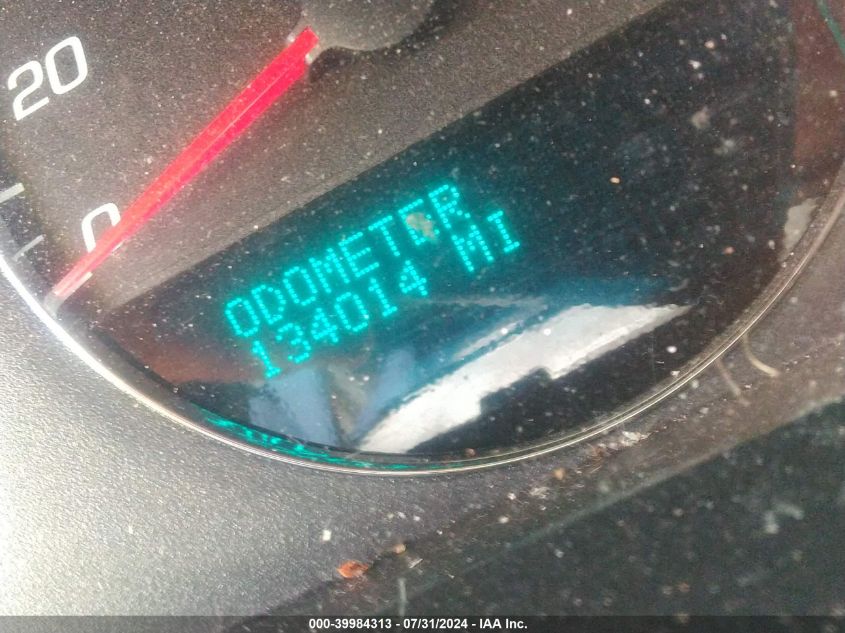 20
0
ODOMETER
134014 MI
000-39984313 - 07/31/2024 - IAA Inc.